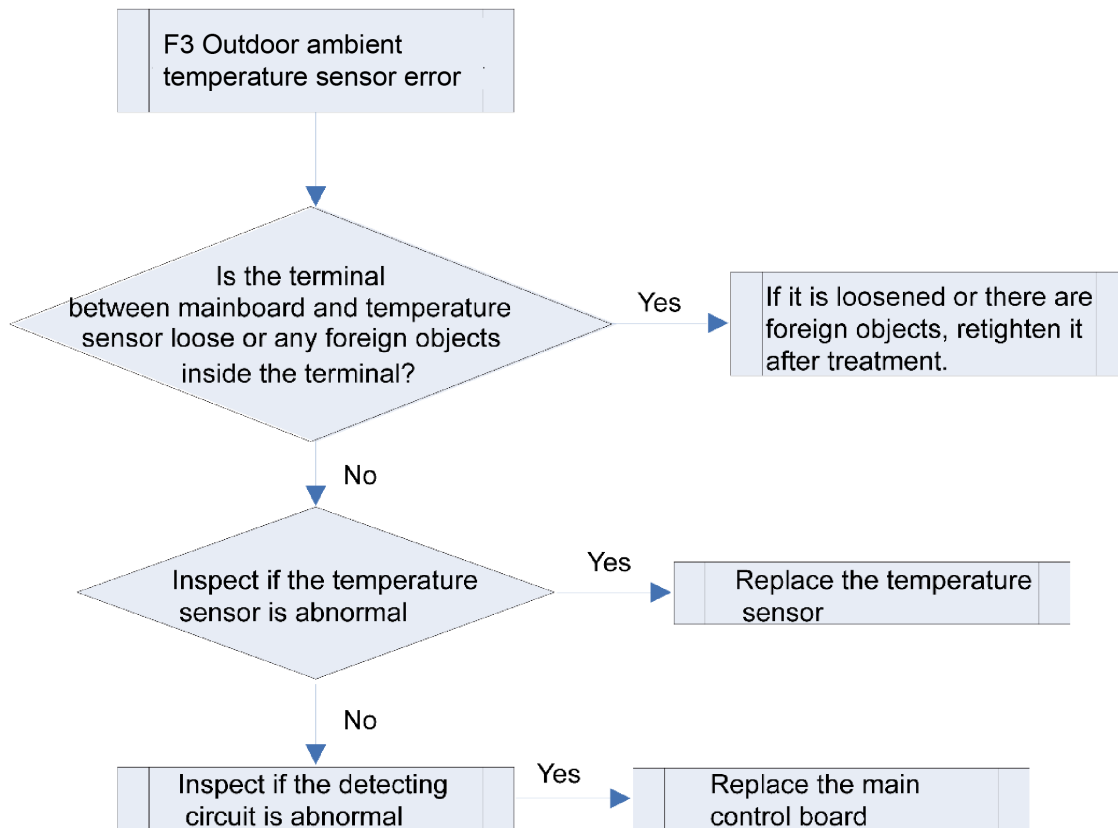 F3 Outdoor ambient
temperature sensor error
Is the terminal
between mainboard and temperature
sensor loose or any foreign objects
inside the terminal?
Yes
If it is loosened or there are
foreign objects, retighten it
after treatment.
No
Inspect if the temperature
sensor is abnormal
Yes
Replace the temperature
sensor
No
Inspect if the detecting
circuit is abnormal
Yes
Replace the main
control board